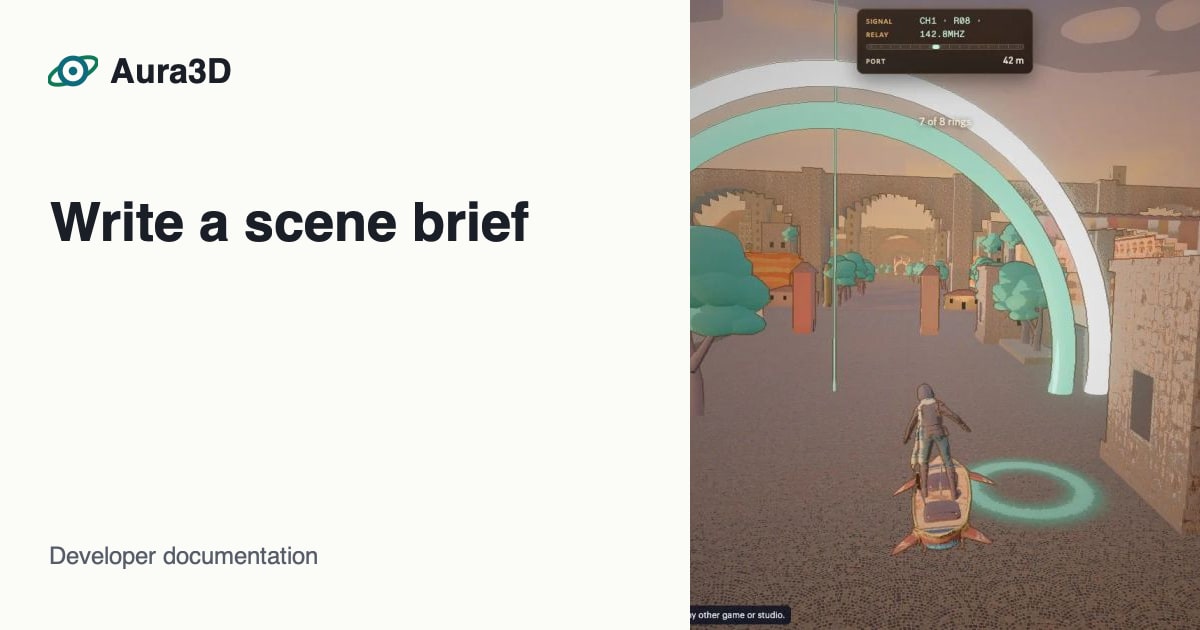 Aura3D
Write a scene brief
Developer documentation
SIGNAL CH1 · R08 ·
RELAY 142.8MHZ
PORT 42 m
7 of 8 rings
other game or studio.